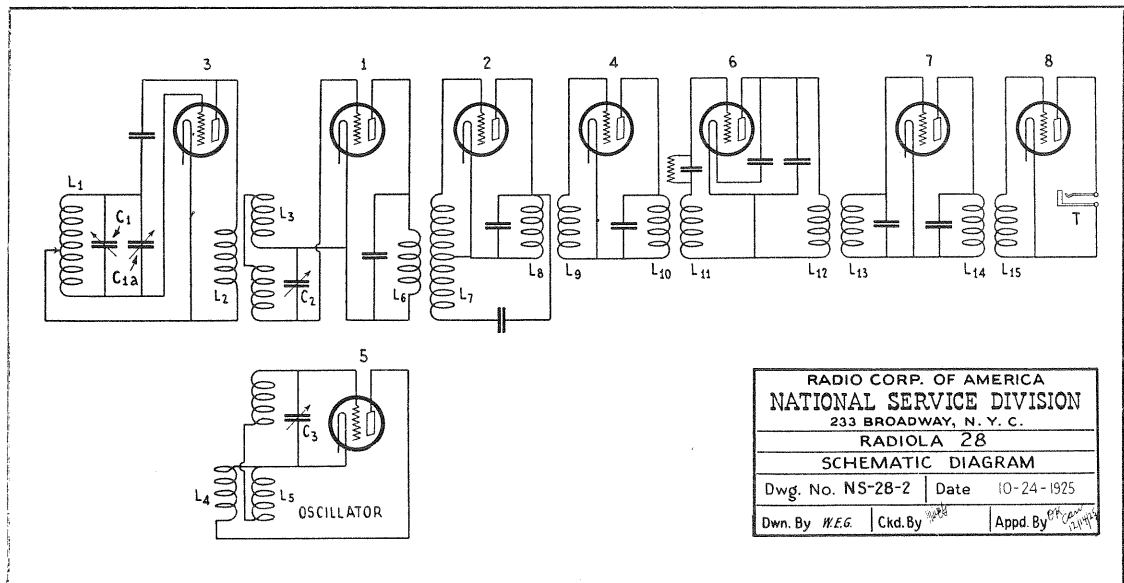 3 1 2 4 6 7 8
L1
C1
C1a
L2
L3
C2
L6
L7
L8
L9
L10
L11
L12
L13
L14
L15
T
5
C3
L4
L5
OSCILLATOR
RADIO CORP. OF AMERICA
NATIONAL SERVICE DIVISION
233 BROADWAY, N. Y. C.
RADIOLA 28
SCHEMATIC DIAGRAM
Dwg. No. NS-28-2 Date 10-24-1925
Dwn. By W.E.G. Ckd. By Appd. By OK